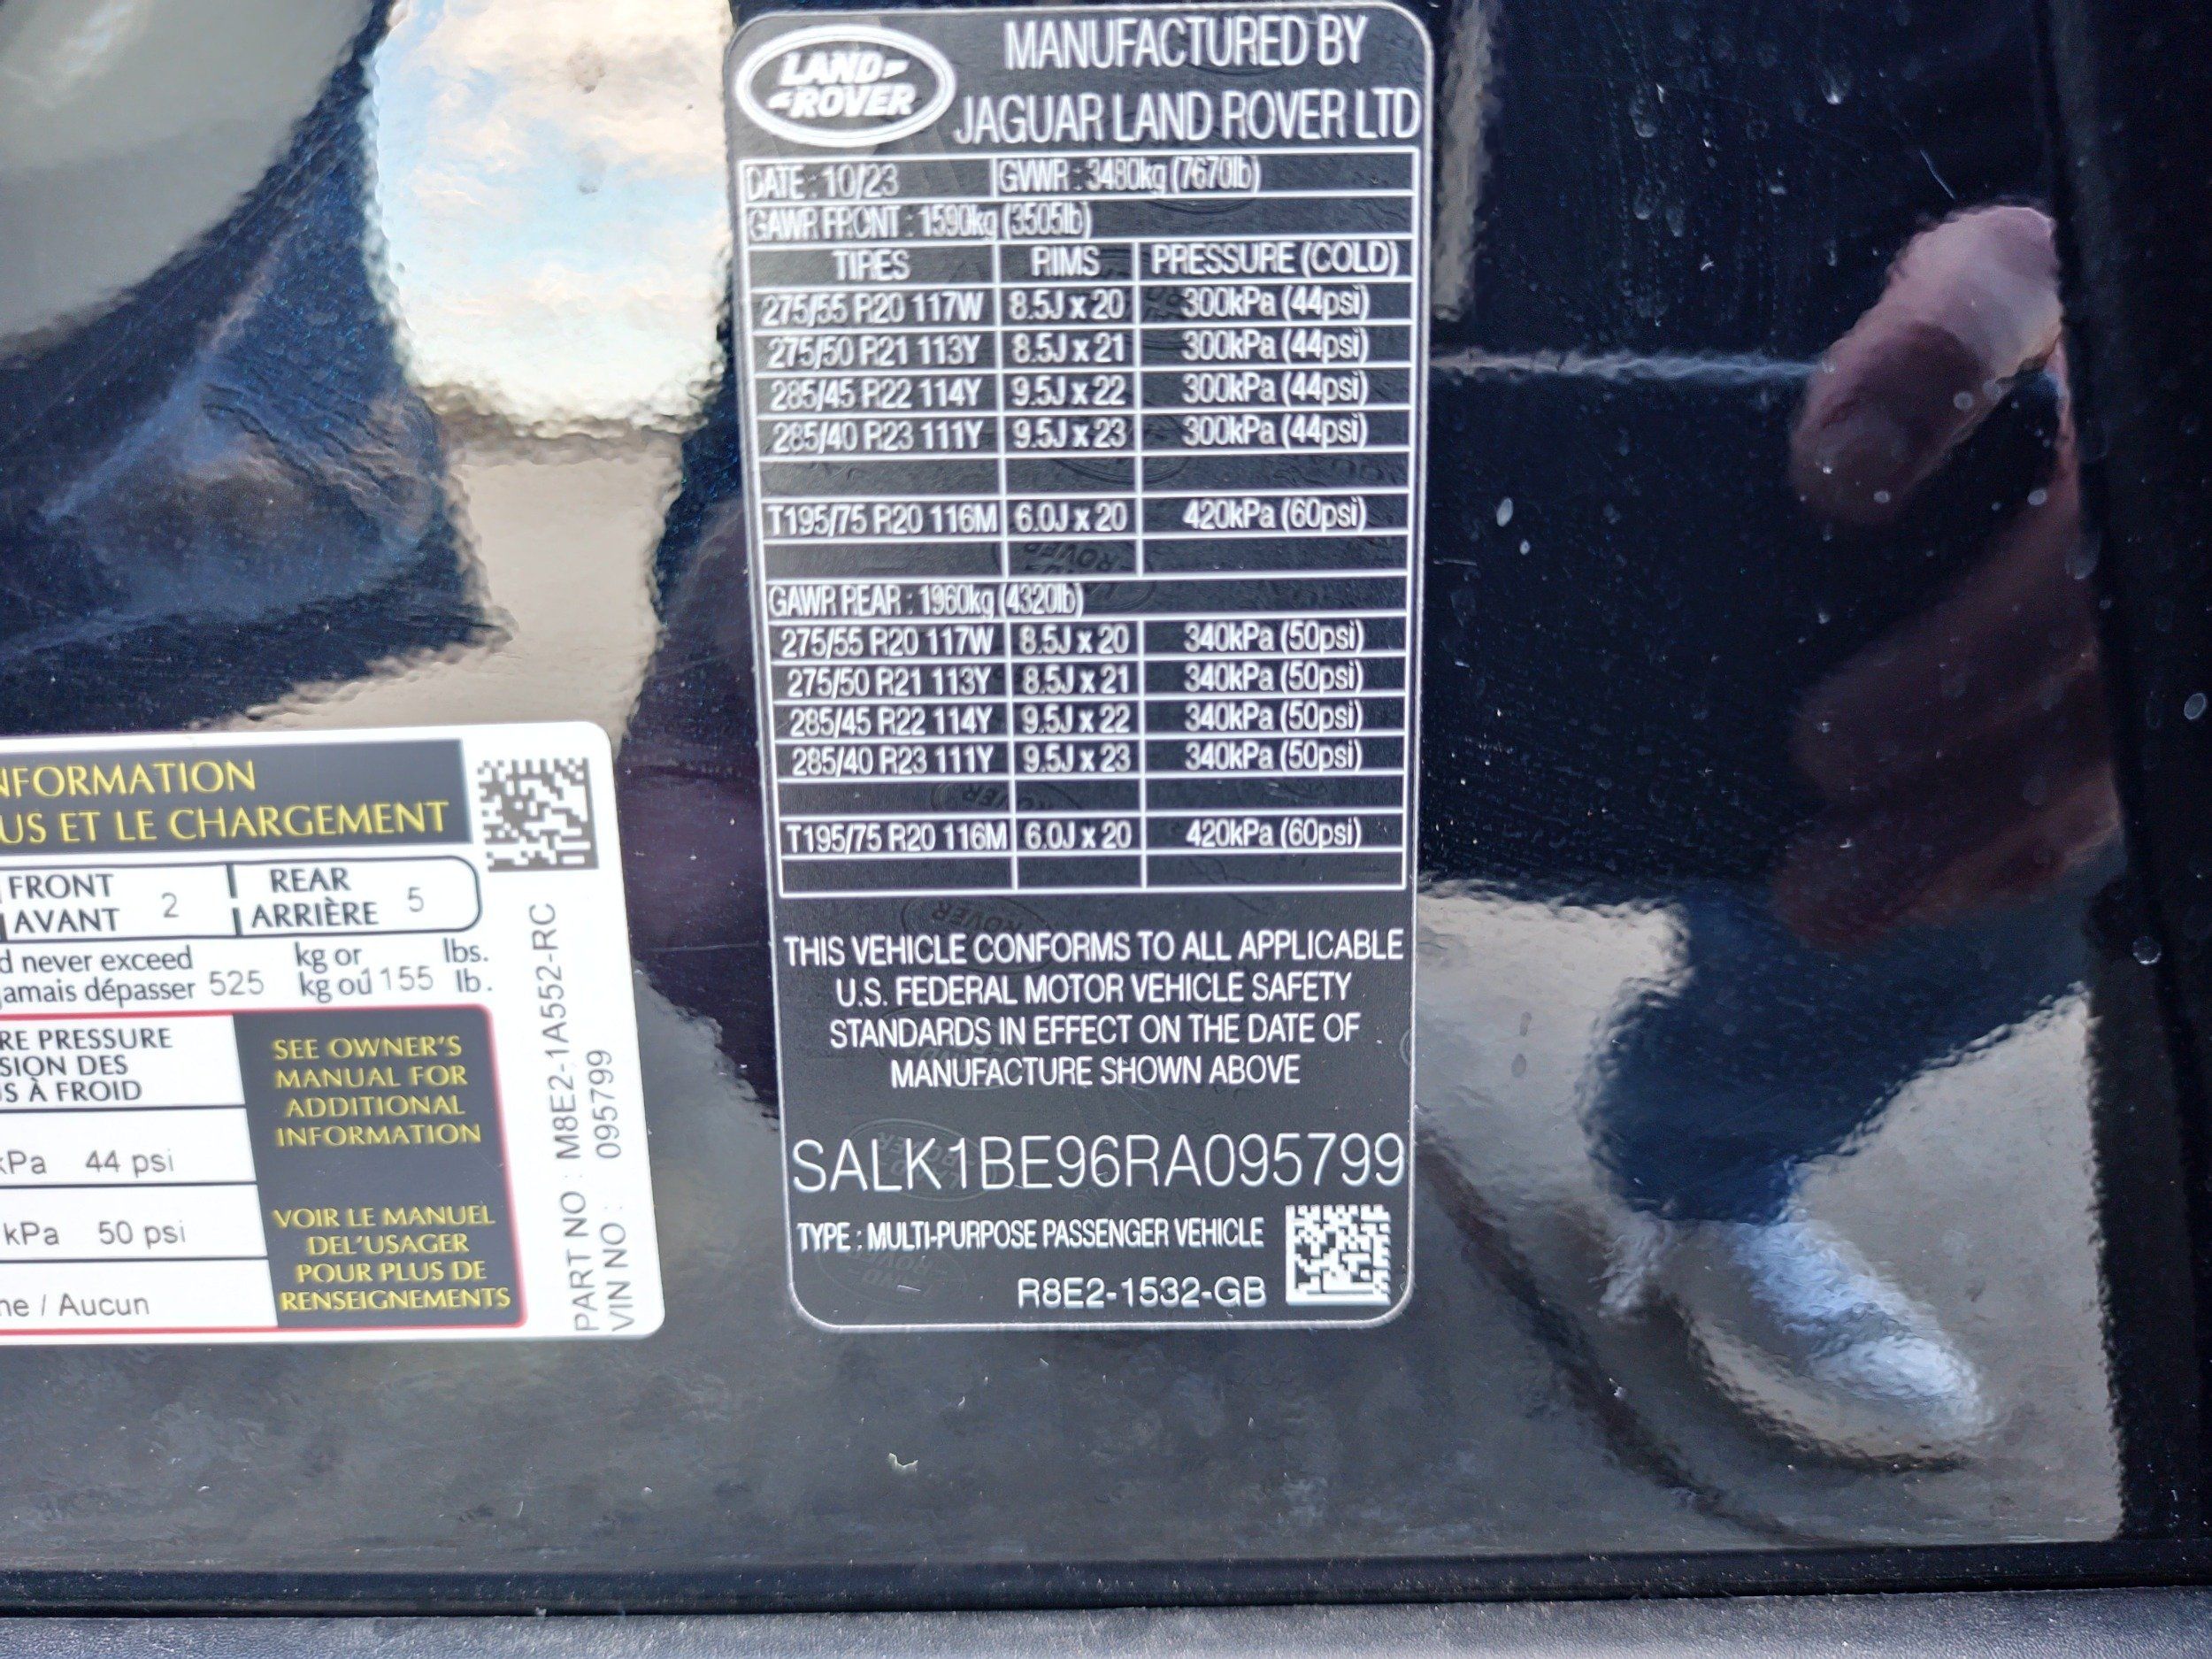 LAND-
-ROVER
MANUFACTURED BY
JAGUAR LAND ROVER LTD
DATE : 10/23 GVWR : 3480kg (7670lb)
GAWR FRONT : 1590kg (3505lb)
TIRES RIMS PRESSURE (COLD)
275/55 R20 117W 8.5J x 20 300kPa (44psi)
275/50 R21 113Y 8.5J x 21 300kPa (44psi)
285/45 R22 114Y 9.5J x 22 300kPa (44psi)
285/40 R23 111Y 9.5J x 23 300kPa (44psi)
T195/75 R20 116M 6.0J x 20 420kPa (60psi)
GAWR REAR : 1960kg (4320lb)
275/55 R20 117W 8.5J x 20 340kPa (50psi)
275/50 R21 113Y 8.5J x 21 340kPa (50psi)
285/45 R22 114Y 9.5J x 22 340kPa (50psi)
285/40 R23 111Y 9.5J x 23 340kPa (50psi)
T195/75 R20 116M 6.0J x 20 420kPa (60psi)
THIS VEHICLE CONFORMS TO ALL APPLICABLE
U.S. FEDERAL MOTOR VEHICLE SAFETY
STANDARDS IN EFFECT ON THE DATE OF
MANUFACTURE SHOWN ABOVE
SALK1BE96RA095799
TYPE : MULTI-PURPOSE PASSENGER VEHICLE
R8E2-1532-GB
NFORMATION
US ET LE CHARGEMENT
FRONT 2 REAR 5
AVANT ARRIÈRE
d never exceed kg or lbs.
jamais dépasser 525 kg où 1155 lb.
RE PRESSURE
SION DES
S À FROID
kPa 44 psi
kPa 50 psi
ne / Aucun
SEE OWNER'S
MANUAL FOR
ADDITIONAL
INFORMATION
VOIR LE MANUEL
DEL'USAGER
POUR PLUS DE
RENSEIGNEMENTS
PART NO : M8E2-1A552-RC
VIN NO : 095799